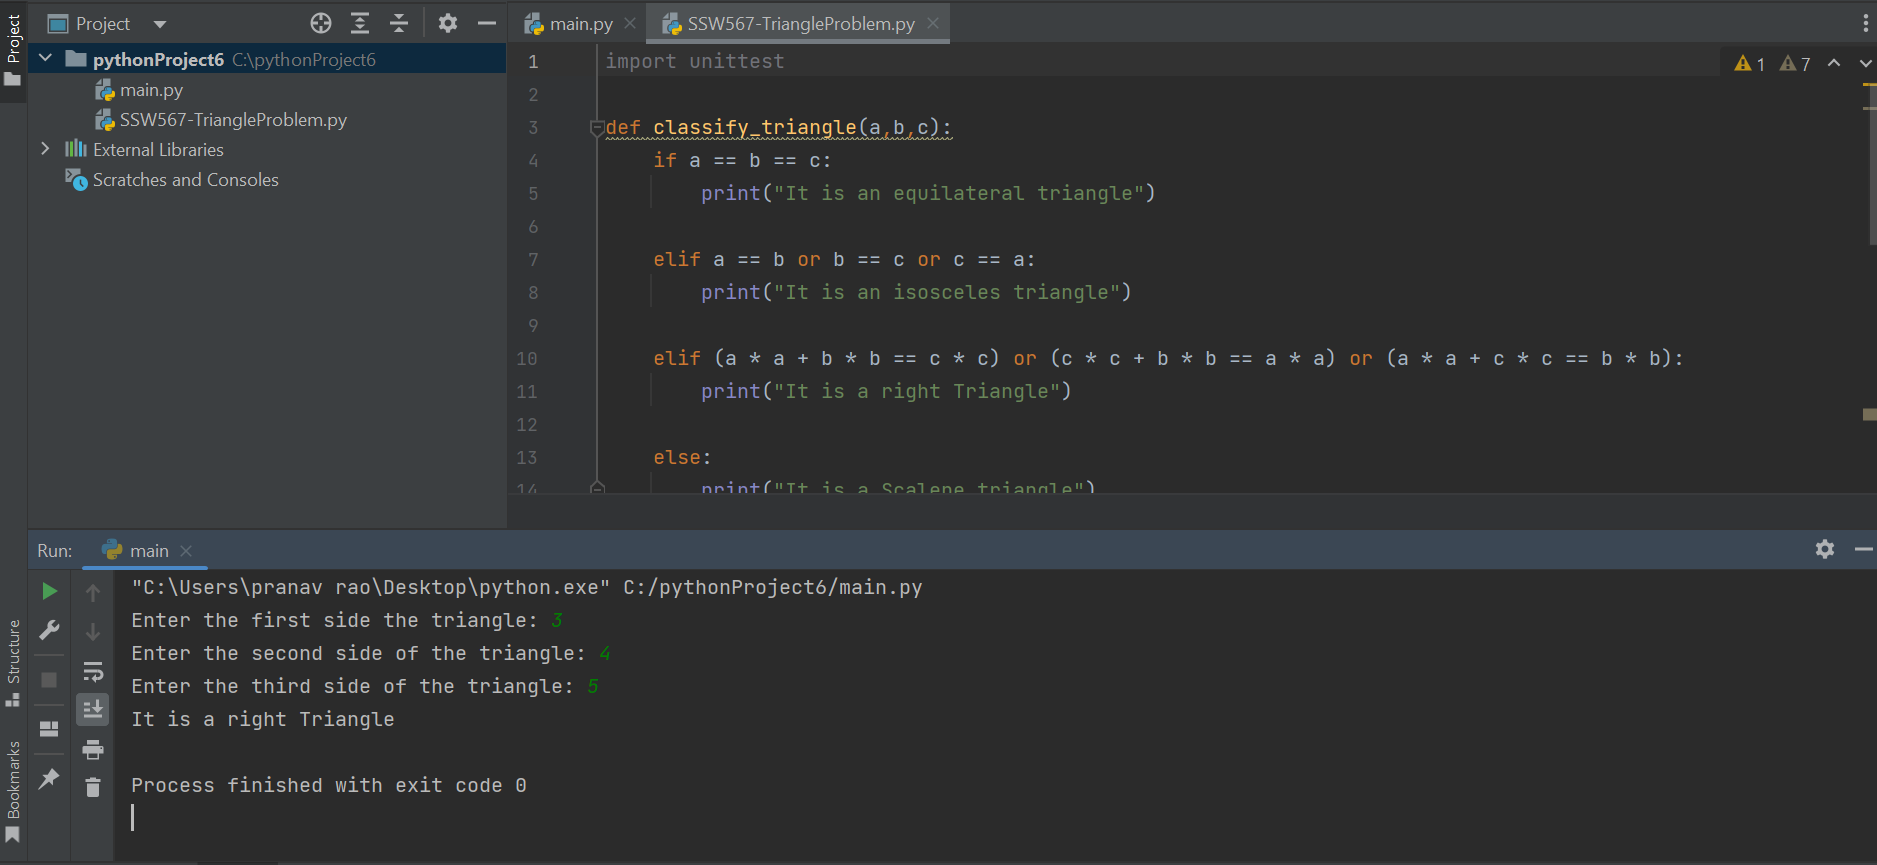 Project
Project
main.py
SSW567-TriangleProblem.py
pythonProject6 C:\pythonProject6
main.py
SSW567-TriangleProblem.py
External Libraries
Scratches and Consoles
1 7
1 import unittest
2
3 def classify_triangle(a,b,c):
4 if a == b == c:
5 print("It is an equilateral triangle")
6
7 elif a == b or b == c or c == a:
8 print("It is an isosceles triangle")
9
10 elif (a * a + b * b == c * c) or (c * c + b * b == a * a) or (a * a + c * c == b * b):
11 print("It is a right Triangle")
12
13 else:
14 print("It is a Scalene triangle")
Run: main
"C:\Users\pranav rao\Desktop\python.exe" C:/pythonProject6/main.py
Enter the first side the triangle: 3
Enter the second side of the triangle: 4
Enter the third side of the triangle: 5
It is a right Triangle
Process finished with exit code 0
Structure
Bookmarks